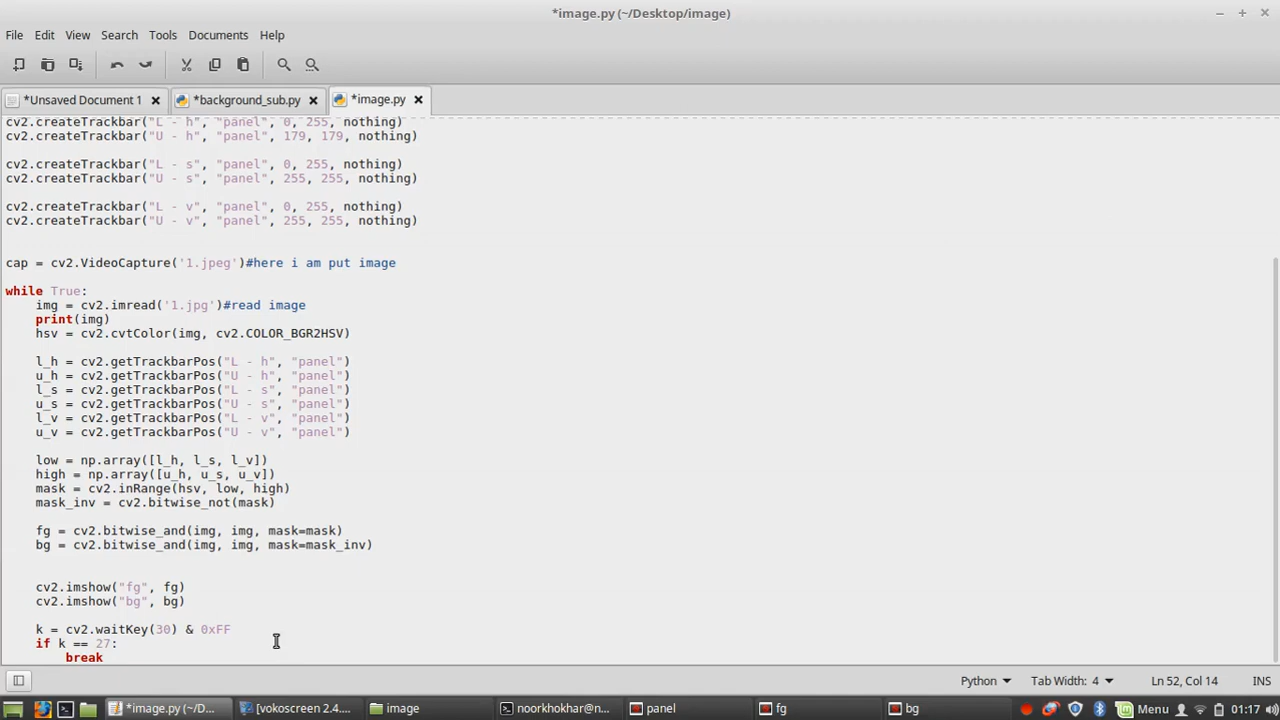 *image.py (~/Desktop/image)
File Edit View Search Tools Documents Help
*Unsaved Document 1 *background_sub.py *image.py
cv2.createTrackbar("L - h", "panel", 0, 255, nothing)
cv2.createTrackbar("U - h", "panel", 179, 179, nothing)
cv2.createTrackbar("L - s", "panel", 0, 255, nothing)
cv2.createTrackbar("U - s", "panel", 255, 255, nothing)
cv2.createTrackbar("L - v", "panel", 0, 255, nothing)
cv2.createTrackbar("U - v", "panel", 255, 255, nothing)
cap = cv2.VideoCapture('1.jpeg')#here i am put image
while True:
img = cv2.imread('1.jpg')#read image
print(img)
hsv = cv2.cvtColor(img, cv2.COLOR_BGR2HSV)
l_h = cv2.getTrackbarPos("L - h", "panel")
u_h = cv2.getTrackbarPos("U - h", "panel")
l_s = cv2.getTrackbarPos("L - s", "panel")
u_s = cv2.getTrackbarPos("U - s", "panel")
l_v = cv2.getTrackbarPos("L - v", "panel")
u_v = cv2.getTrackbarPos("U - v", "panel")
low = np.array([l_h, l_s, l_v])
high = np.array([u_h, u_s, u_v])
mask = cv2.inRange(hsv, low, high)
mask_inv = cv2.bitwise_not(mask)
fg = cv2.bitwise_and(img, img, mask=mask)
bg = cv2.bitwise_and(img, img, mask=mask_inv)
cv2.imshow("fg", fg)
cv2.imshow("bg", bg)
k = cv2.waitKey(30) & 0xFF
if k == 27:
break
Python Tab Width: 4 Ln 52, Col 14 INS
*image.py (~/D... [vokoscreen 2.4.... image noorkhokhar@n... panel fg bg Menu 01:17